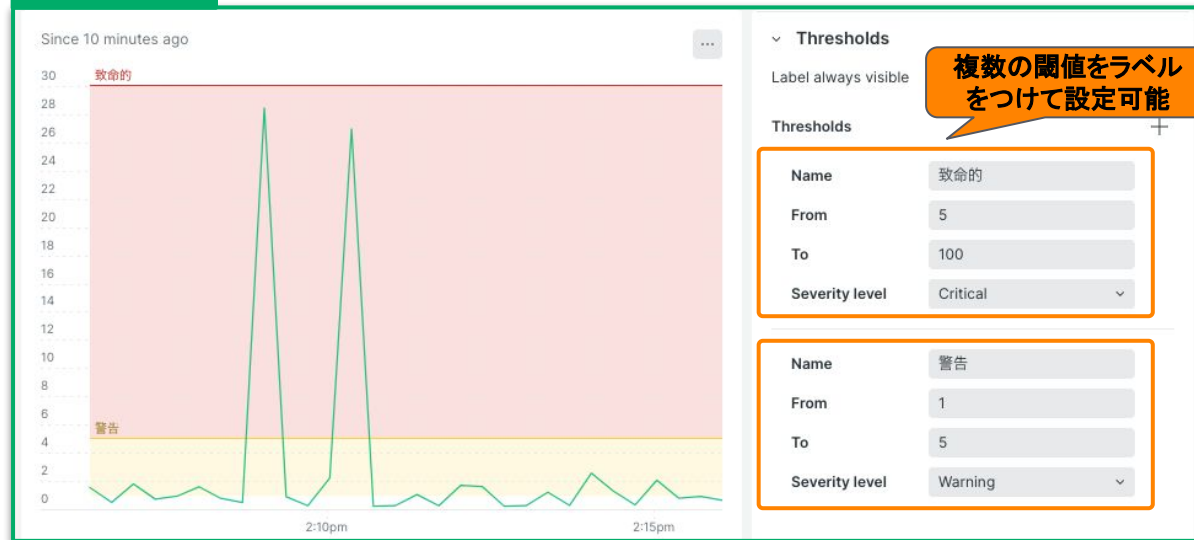 Since 10 minutes ago
...
30
致命的
28
26
24
22
20
18
16
14
12
10
8
6
警告
4
2
0
2:10pm
2:15pm
Thresholds
Label always visible
複数の閾値をラベル
をつけて設定可能
Thresholds
Name 致命的
From 5
To 100
Severity level Critical
Name 警告
From 1
To 5
Severity level Warning